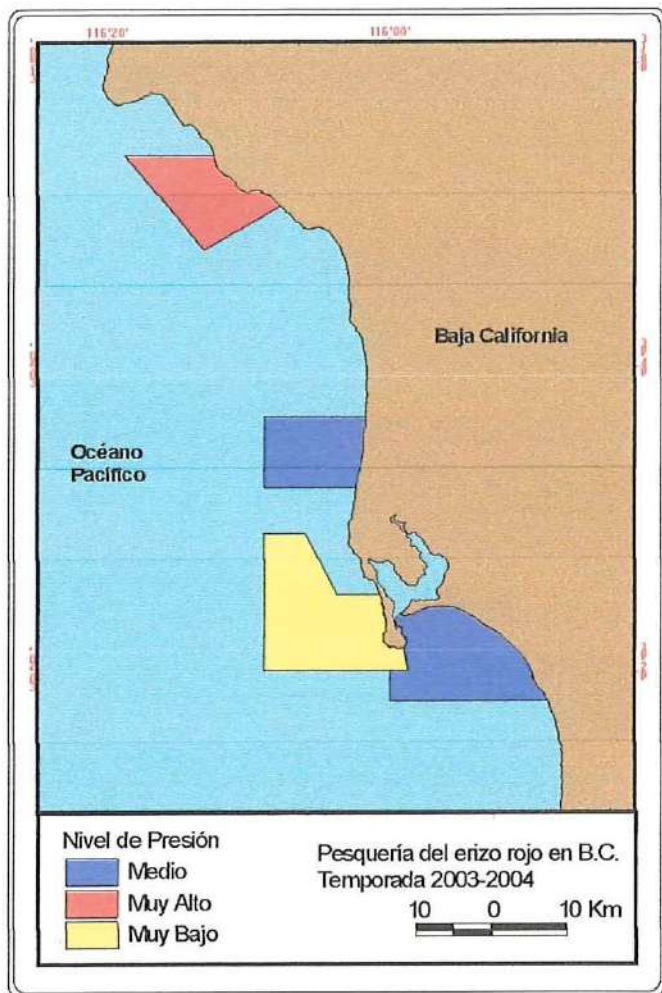 116°20'
116°00'
Baja California
Océano
Pacífico
Nivel de Presión
Medio
Muy Alto
Muy Bajo
Pesquería del erizo rojo en B.C.
Temporada 2003-2004
10 0 10 Km